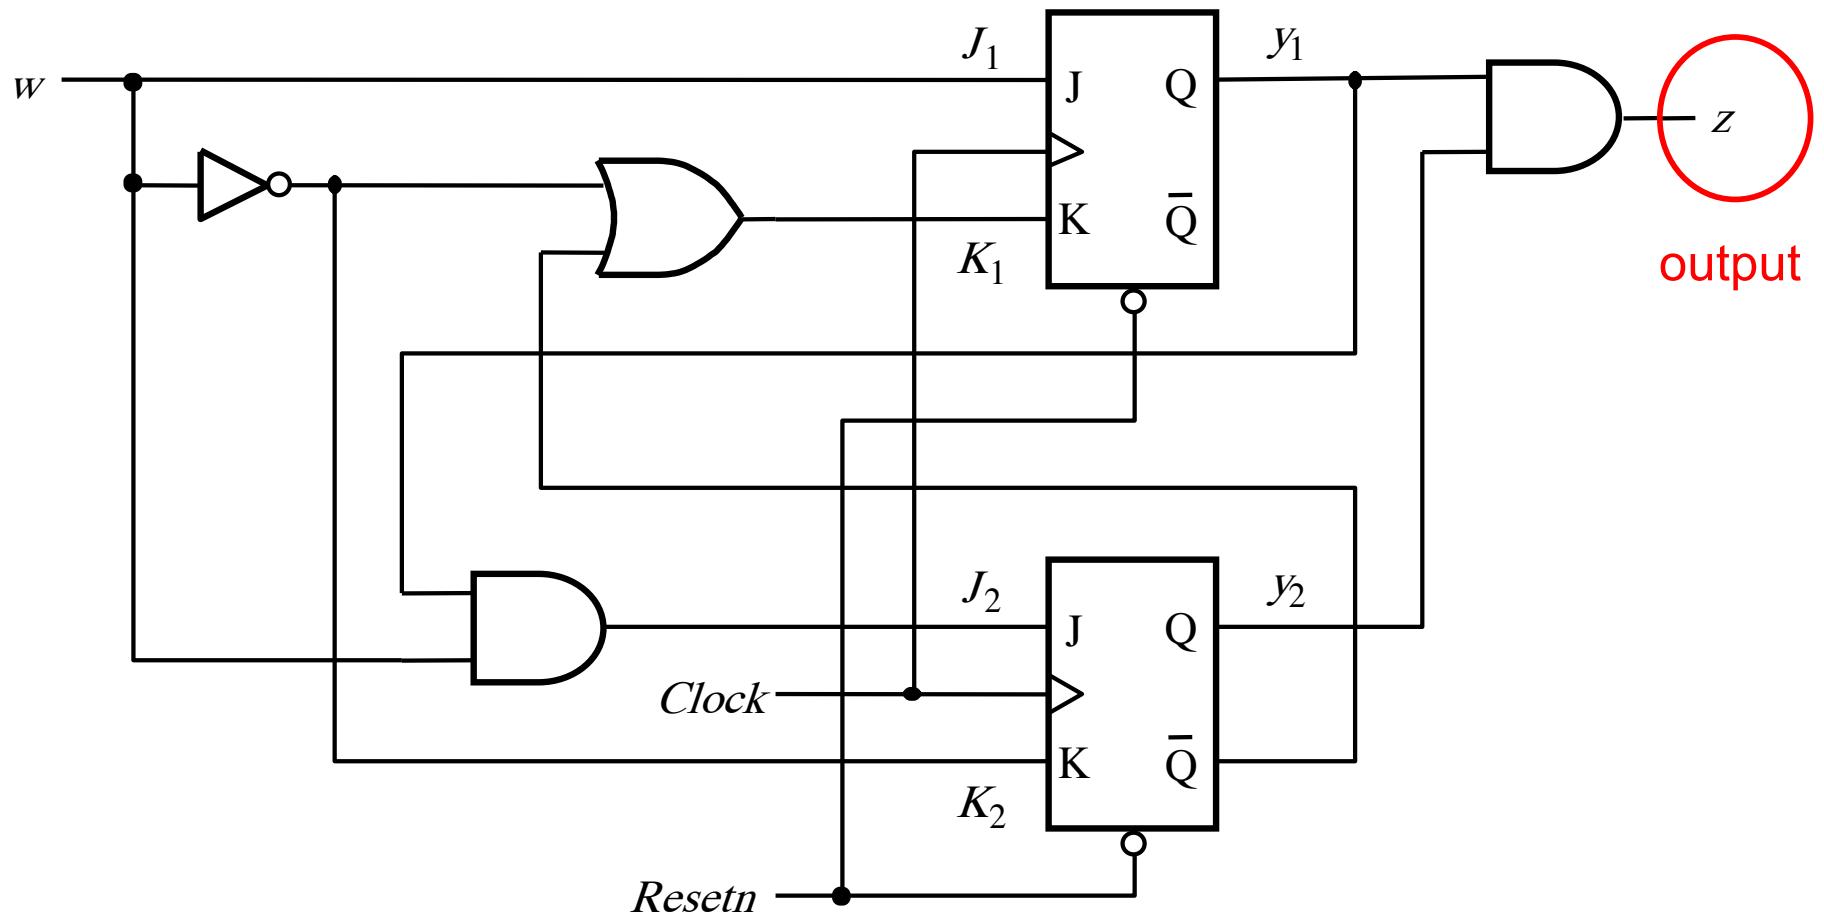 J1
y1
w
J
Q
z
K
Q̅
K1
output
J2
y2
J
Q
Clock
K
Q̅
K2
Resetn